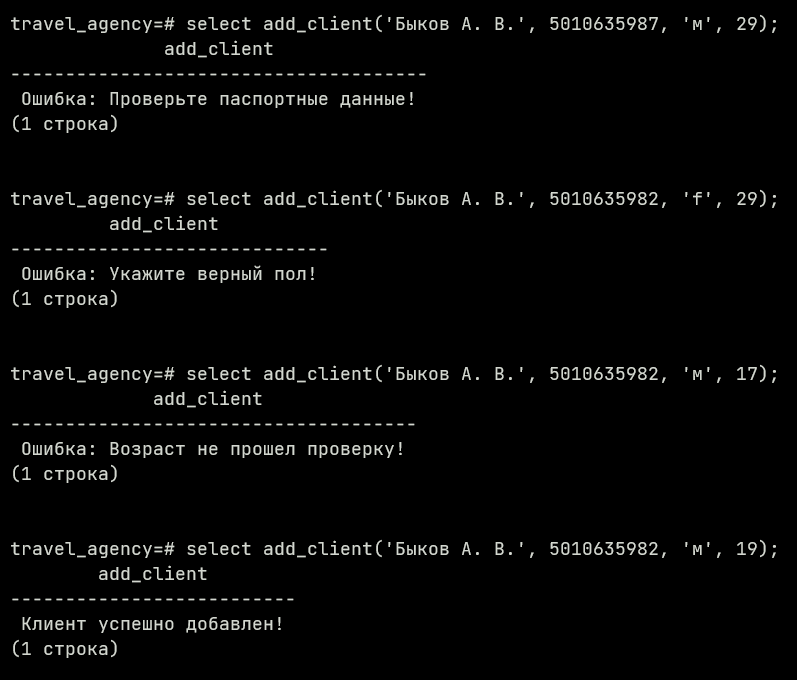 travel_agency=# select add_client('Быков А. В.', 5010635987, 'м', 29);
add_client
---------------------------------------
Ошибка: Проверьте паспортные данные!
(1 строка)
travel_agency=# select add_client('Быков А. В.', 5010635982, 'f', 29);
add_client
-----------------------------
Ошибка: Укажите верный пол!
(1 строка)
travel_agency=# select add_client('Быков А. В.', 5010635982, 'м', 17);
add_client
-------------------------------------
Ошибка: Возраст не прошел проверку!
(1 строка)
travel_agency=# select add_client('Быков А. В.', 5010635982, 'м', 19);
add_client
--------------------------
Клиент успешно добавлен!
(1 строка)